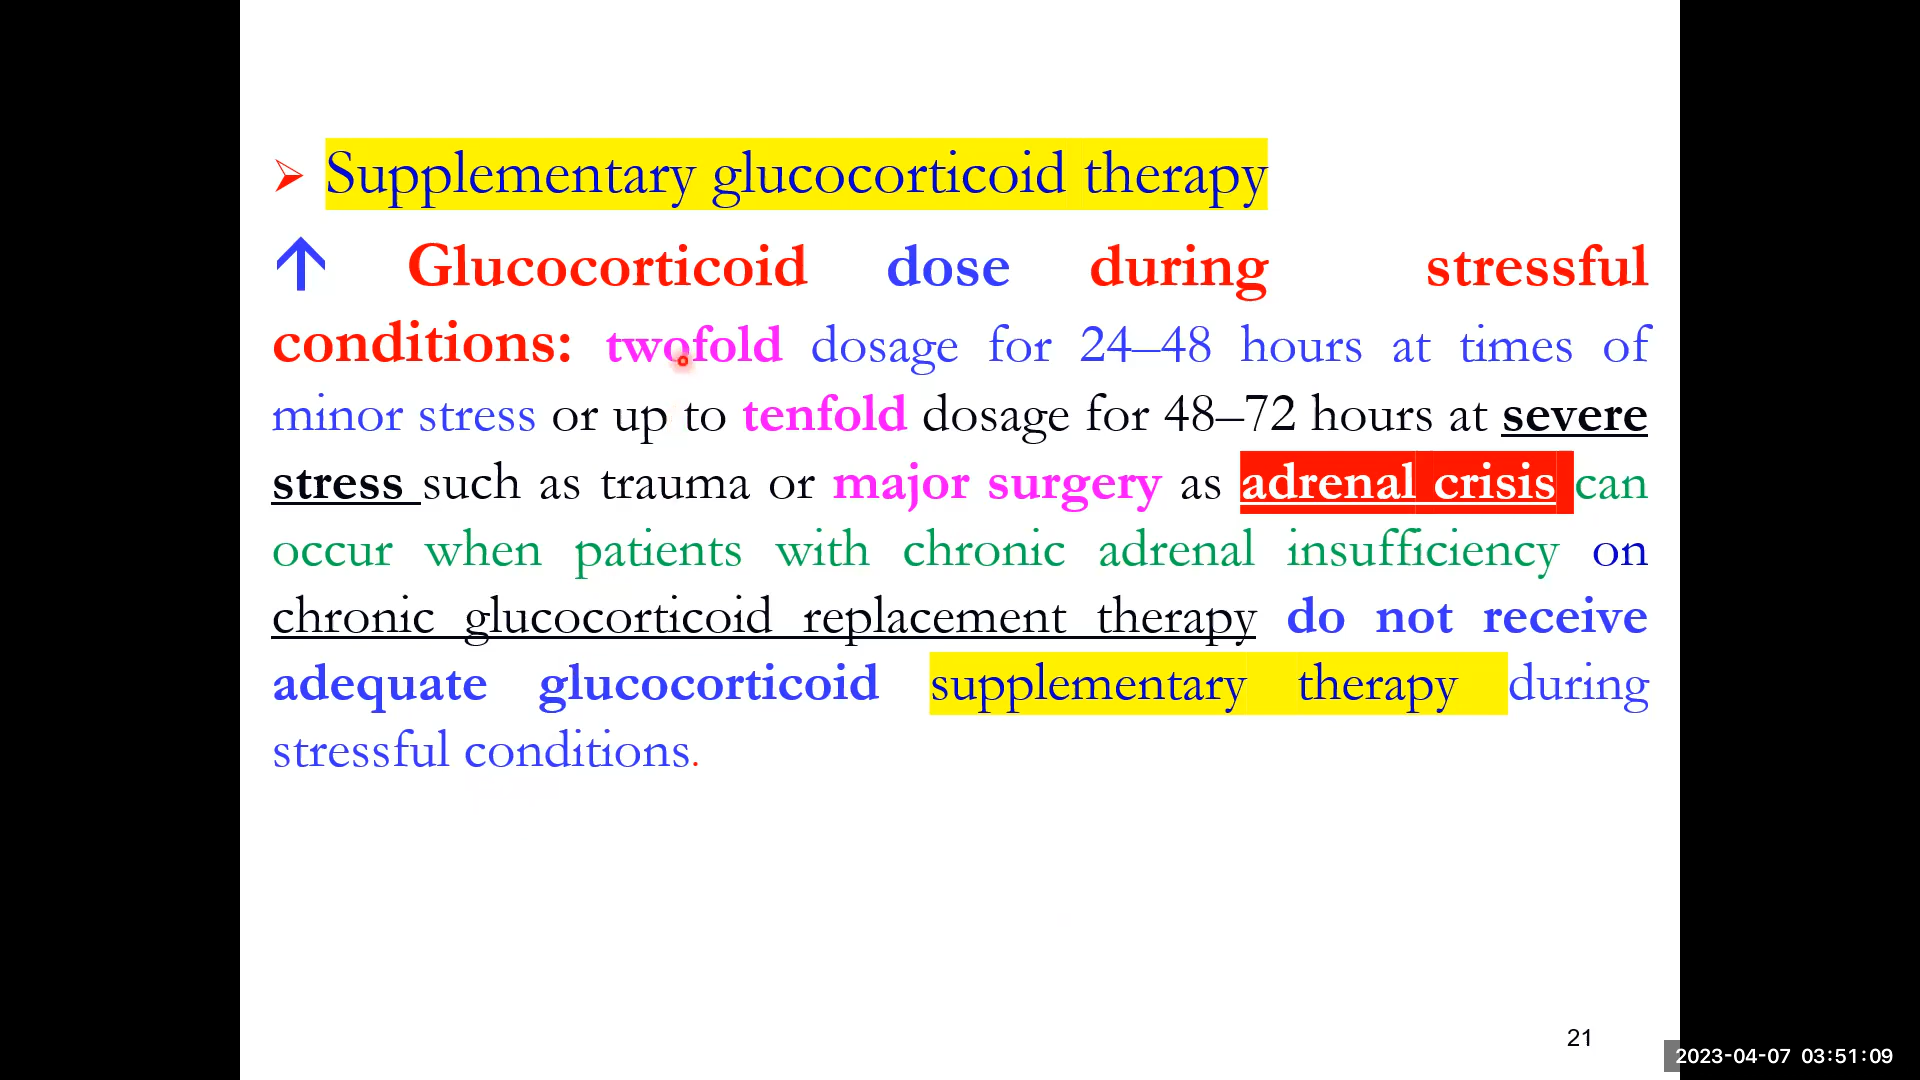 ➢ Supplementary glucocorticoid therapy
↑ Glucocorticoid dose during stressful
conditions: twofold dosage for 24–48 hours at times of
minor stress or up to tenfold dosage for 48–72 hours at severe
stress such as trauma or major surgery as adrenal crisis can
occur when patients with chronic adrenal insufficiency on
chronic glucocorticoid replacement therapy do not receive
adequate glucocorticoid supplementary therapy during
stressful conditions.
21
2023-04-07 03:51:09